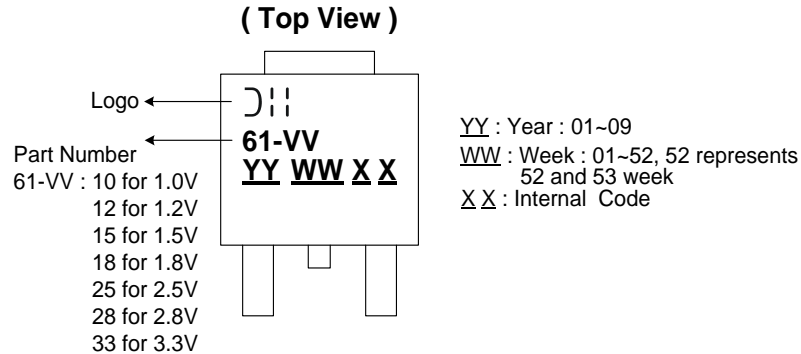 ( Top View )
Logo
61-VV
YY WW X X
Part Number
61-VV : 10 for 1.0V
12 for 1.2V
15 for 1.5V
18 for 1.8V
25 for 2.5V
28 for 2.8V
33 for 3.3V
YY : Year : 01~09
WW : Week : 01~52, 52 represents
52 and 53 week
X X : Internal Code